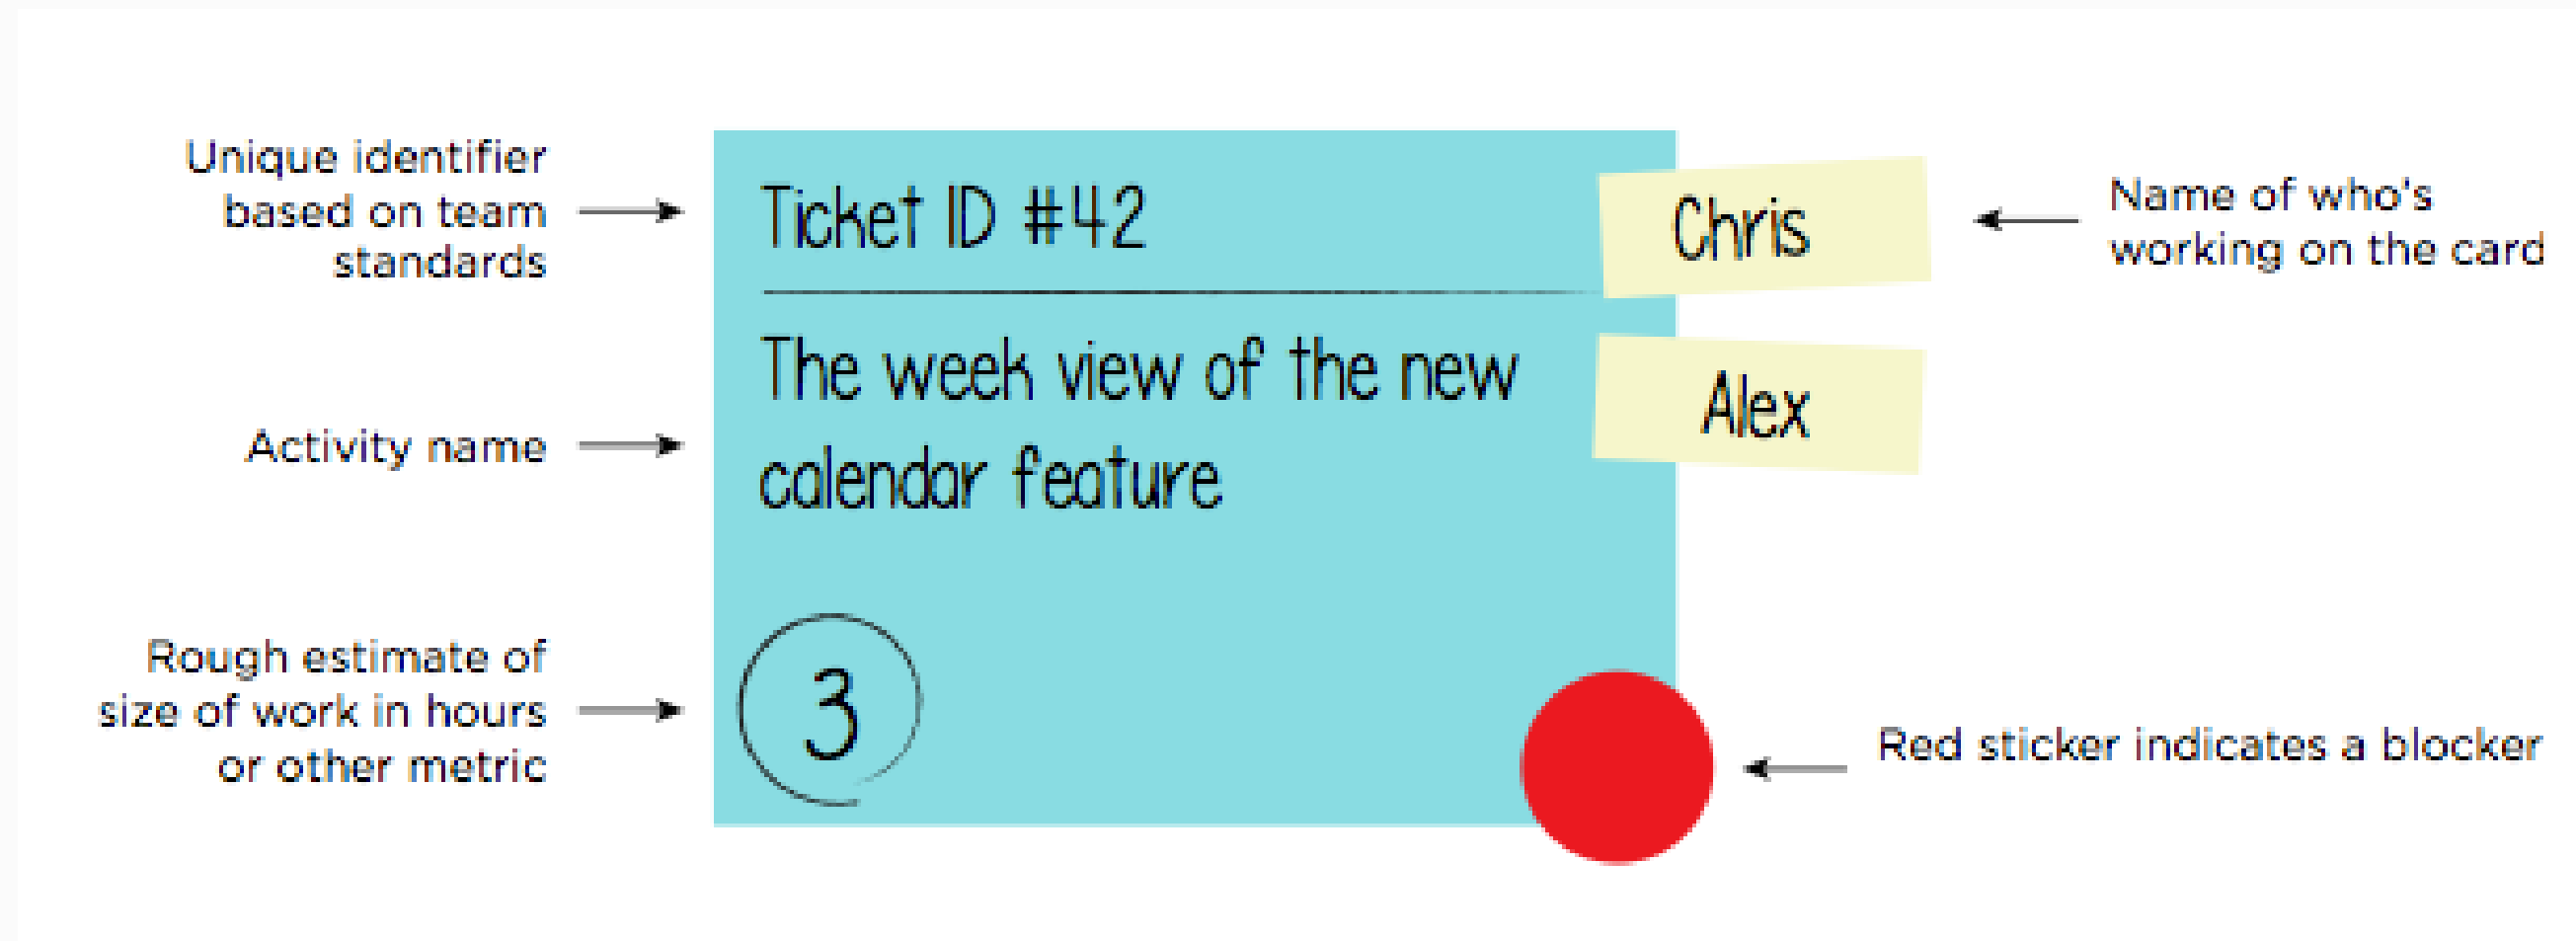 Unique identifier
based on team
standards
Activity name
Rough estimate of
size of work in hours
or other metric
Ticket ID #42
The week view of the new
calendar feature
3
Chris
Alex
Name of who's
working on the card
Red sticker indicates a blocker